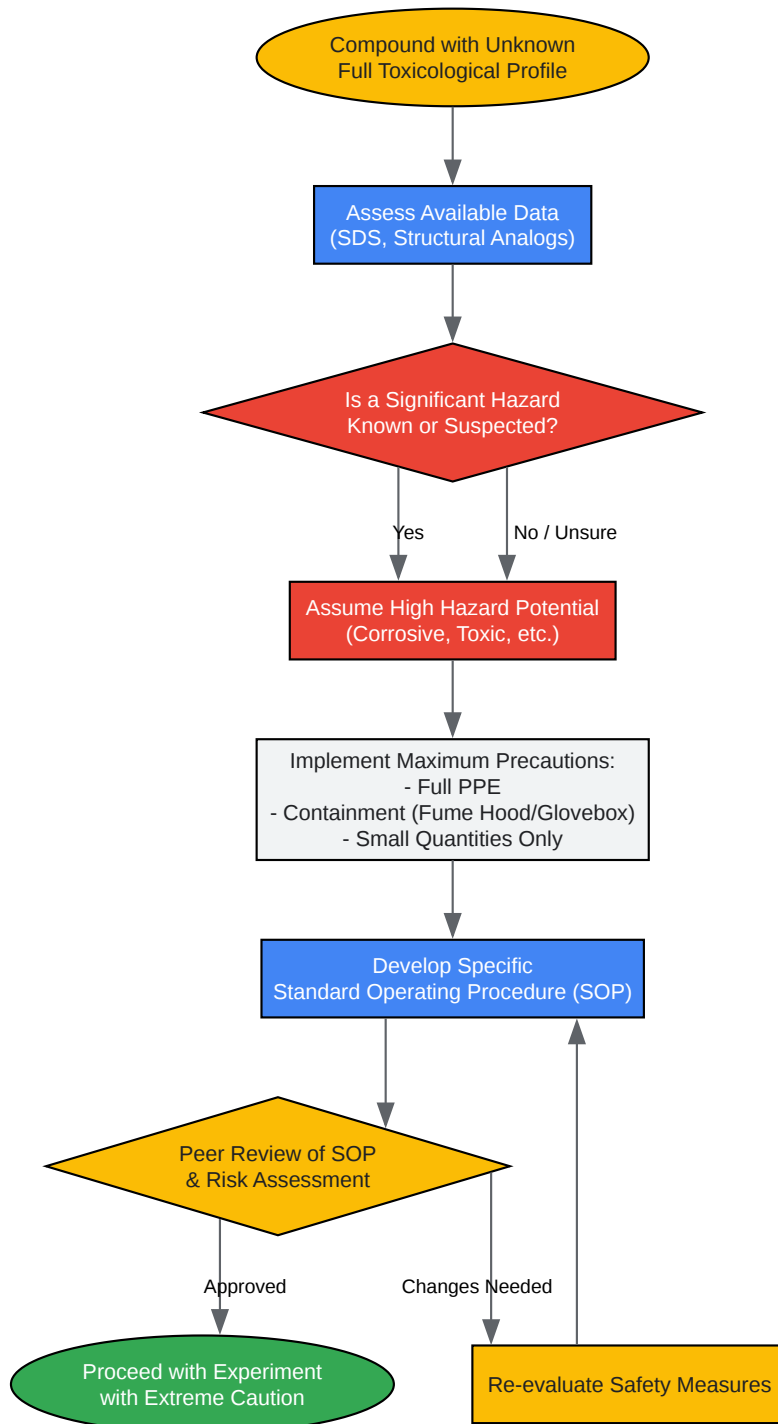 Compound with Unknown
Full Toxicological Profile
Assess Available Data
(SDS, Structural Analogs)
Is a Significant Hazard
Known or Suspected?
Yes
No / Unsure
Assume High Hazard Potential
(Corrosive, Toxic, etc.)
Implement Maximum Precautions:
- Full PPE
- Containment (Fume Hood/Glovebox)
- Small Quantities Only
Develop Specific
Standard Operating Procedure (SOP)
Peer Review of SOP
& Risk Assessment
Approved
Changes Needed
Proceed with Experiment
with Extreme Caution
Re-evaluate Safety Measures